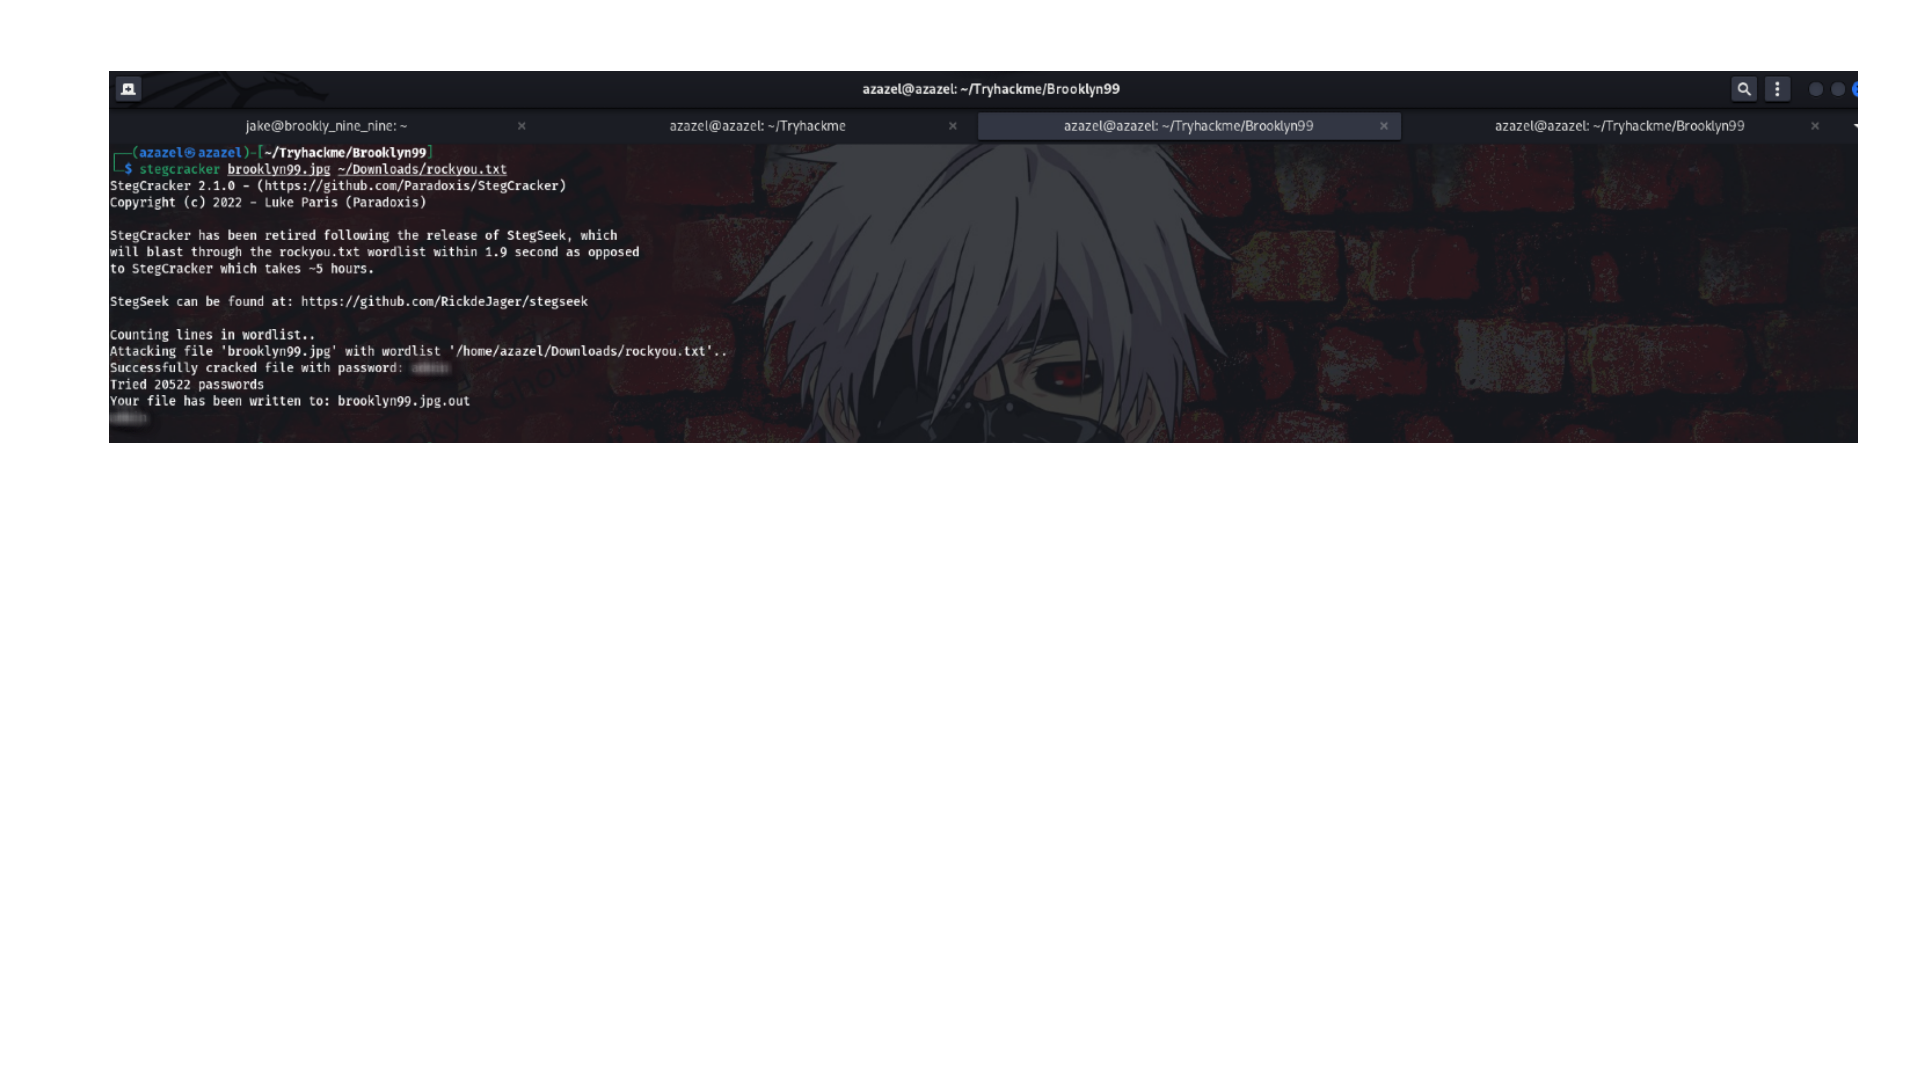 azazel@azazel: ~/Tryhackme/Brooklyn99
jake@brookly_nine_nine: ~ × azazel@azazel: ~/Tryhackme × azazel@azazel: ~/Tryhackme/Brooklyn99 × azazel@azazel: ~/Tryhackme/Brooklyn99 ×
(azazel㉿azazel)-[~/Tryhackme/Brooklyn99]
$ stegcracker brooklyn99.jpg ~/Downloads/rockyou.txt
StegCracker 2.1.0 - (https://github.com/Paradoxis/StegCracker)
Copyright (c) 2022 - Luke Paris (Paradoxis)
StegCracker has been retired following the release of StegSeek, which
will blast through the rockyou.txt wordlist within 1.9 second as opposed
to StegCracker which takes ~5 hours.
StegSeek can be found at: https://github.com/RickdeJager/stegseek
Counting lines in wordlist..
Attacking file 'brooklyn99.jpg' with wordlist '/home/azazel/Downloads/rockyou.txt'..
Successfully cracked file with password:
Tried 20522 passwords
Your file has been written to: brooklyn99.jpg.out